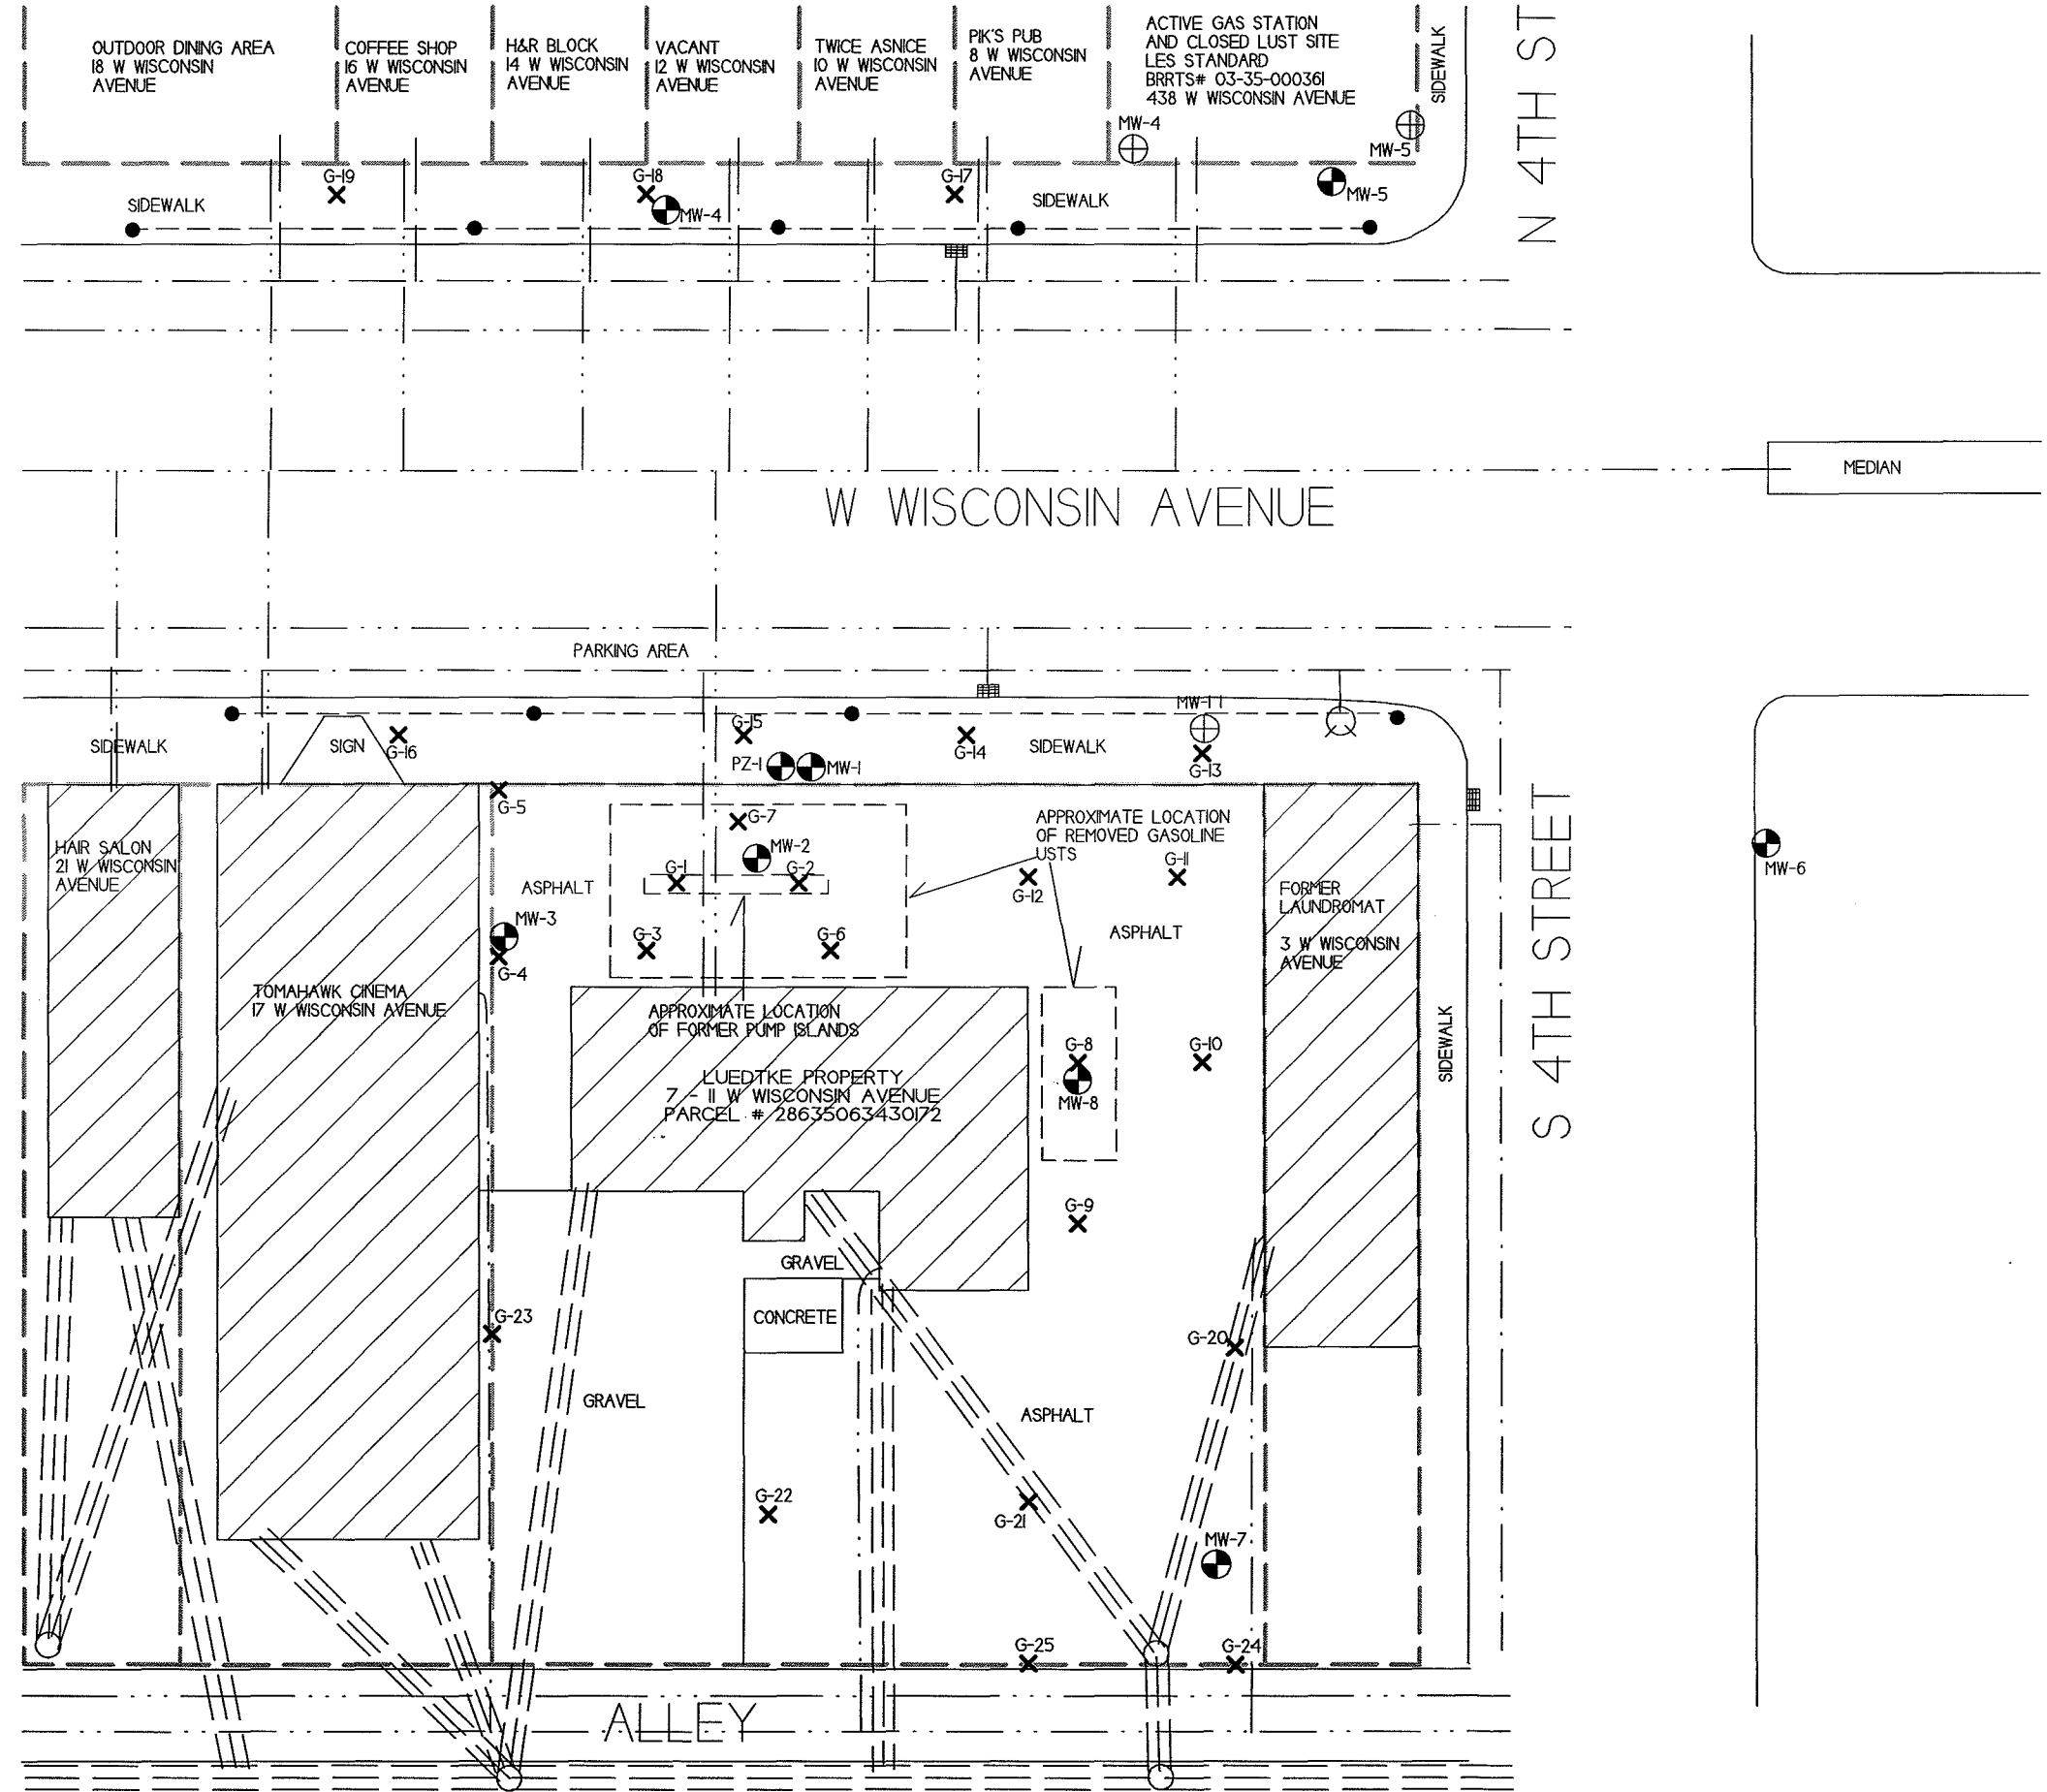 OUTDOOR DINING AREA
18 W WISCONSIN
AVENUE
COFFEE SHOP
16 W WISCONSIN
AVENUE
H&R BLOCK
14 W WISCONSIN
AVENUE
VACANT
12 W WISCONSIN
AVENUE
TWICE ASNICE
10 W WISCONSIN
AVENUE
PIK'S PUB
8 W WISCONSIN
AVENUE
ACTIVE GAS STATION
AND CLOSED LUST SITE
LES STANDARD
BRRTS# 03-35-000361
438 W WISCONSIN AVENUE
SIDEWALK
N 4TH ST
MW-4
MW-5
G-19
G-18
G-17
MW-4
MW-5
SIDEWALK
SIDEWALK
MEDIAN
W WISCONSIN AVENUE
PARKING AREA
SIDEWALK
SIGN
G-16
G-15
PZ-1
MW-1
G-14
SIDEWALK
MW-11
G-13
G-5
G-7
MW-2
G-1
G-2
G-3
G-6
ASPHALT
MW-3
G-4
APPROXIMATE LOCATION
OF REMOVED GASOLINE
USTS
G-12
G-11
ASPHALT
HAIR SALON
21 W WISCONSIN
AVENUE
TOMAHAWK CINEMA
17 W WISCONSIN AVENUE
APPROXIMATE LOCATION
OF FORMER PUMP ISLANDS
LUEDTKE PROPERTY
7 - 11 W WISCONSIN AVENUE
PARCEL # 28635063430172
FORMER
LAUNDROMAT
3 W WISCONSIN
AVENUE
MW-6
S 4TH STREET
SIDEWALK
G-8
MW-8
G-10
G-9
GRAVEL
CONCRETE
G-23
GRAVEL
G-20
ASPHALT
G-22
G-21
MW-7
G-25
G-24
ALLEY